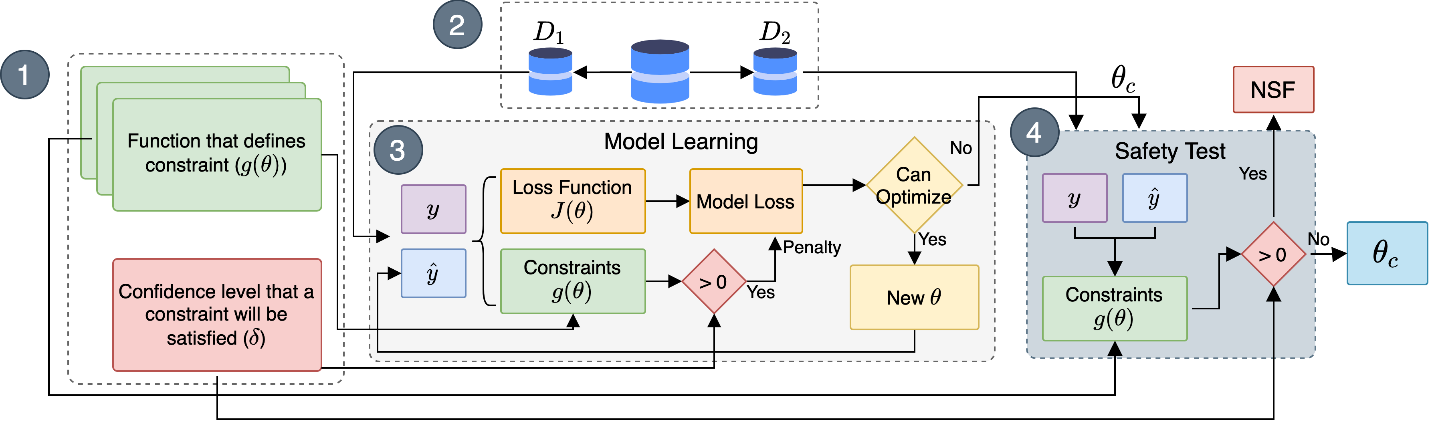 1
Function that defines
constraint (g(θ))
Confidence level that a
constraint will be
satisfied (δ)
2
D₁
D₂
3
Model Learning
y
ŷ
Loss Function
J(θ)
Constraints
g(θ)
Model Loss
> 0
Penalty
Yes
Can
Optimize
No
Yes
New θ
θc
4
Safety Test
y
ŷ
Constraints
g(θ)
> 0
Yes
No
NSF
θc